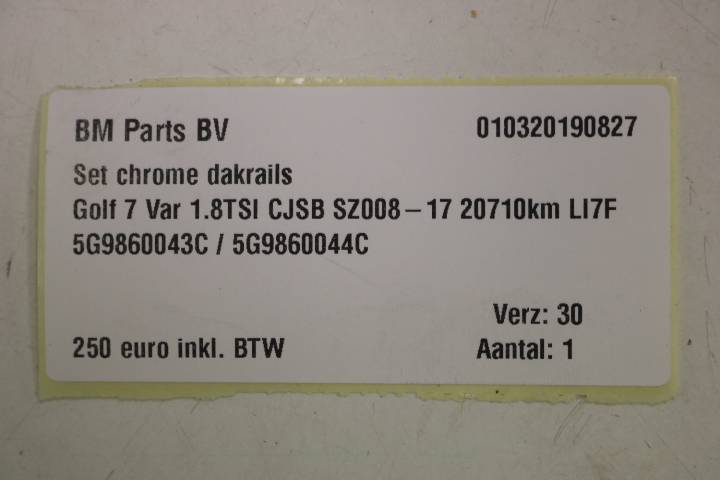 BM Parts BV 010320190827
Set chrome dakrails
Golf 7 Var 1.8TSI CJSB SZ008 – 17 20710km LI7F
5G9860043C / 5G9860044C
Verz: 30
250 euro inkl. BTW Aantal: 1